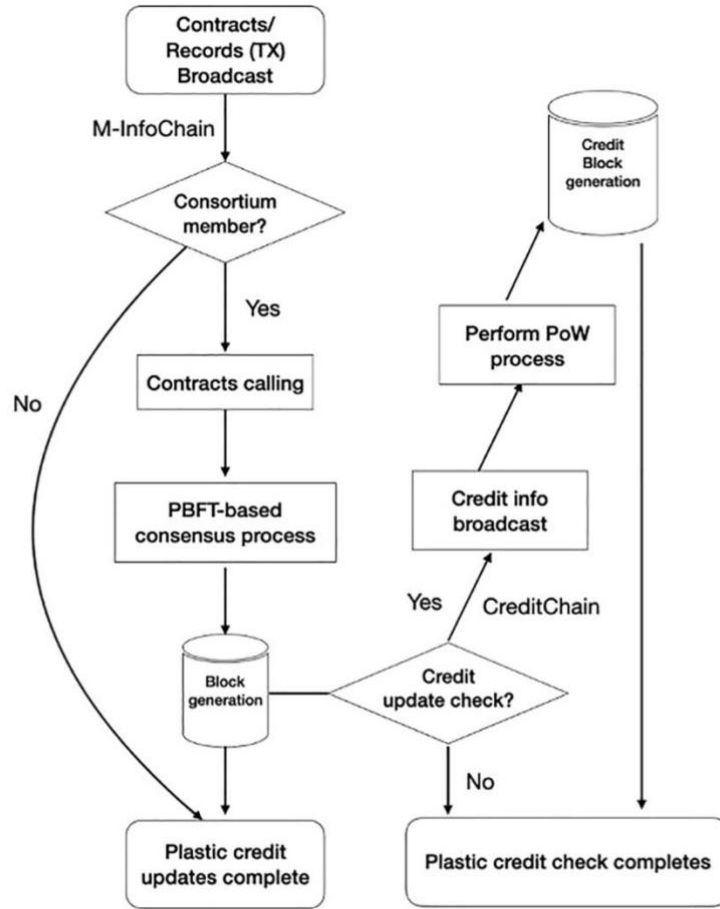 Contracts/
Records (TX)
Broadcast
M-InfoChain
Consortium
member?
Yes
No
Contracts calling
PBFT-based
consensus process
Block
generation
Plastic credit
updates complete
Credit
Block
generation
Perform PoW
process
Credit info
broadcast
Yes
CreditChain
Credit
update check?
No
Plastic credit check completes